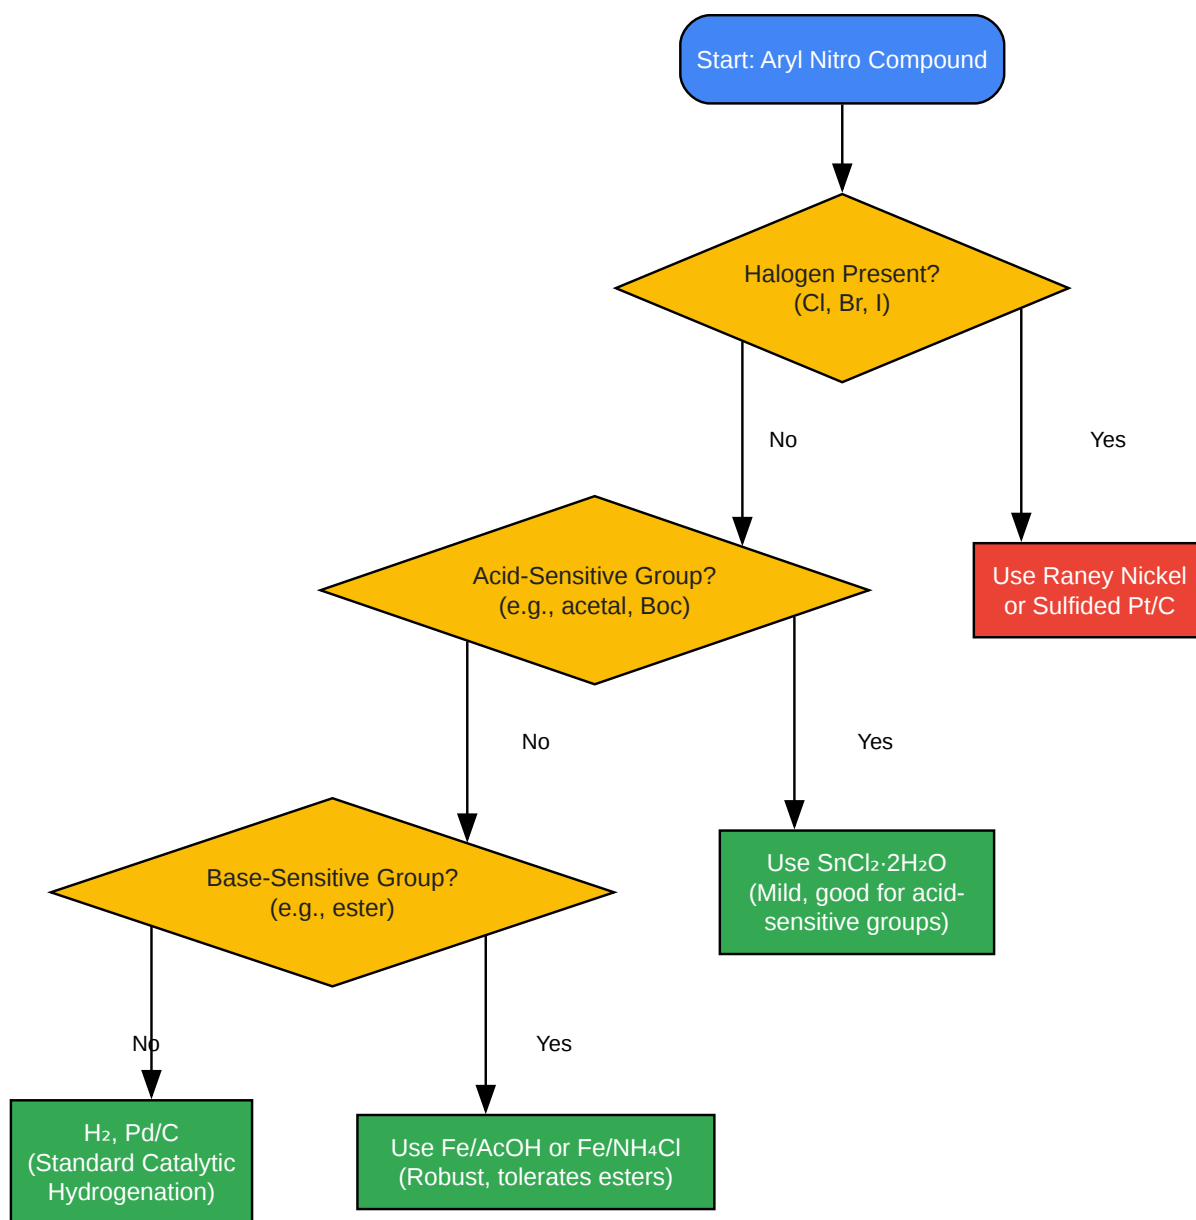 Start: Aryl Nitro Compound
Halogen Present?
(Cl, Br, I)
No
Yes
Acid-Sensitive Group?
(e.g., acetal, Boc)
Use Raney Nickel
or Sulfided Pt/C
No
Yes
Base-Sensitive Group?
(e.g., ester)
Use SnCl₂·2H₂O
(Mild, good for acid-
sensitive groups)
No
Yes
H₂, Pd/C
(Standard Catalytic
Hydrogenation)
Use Fe/AcOH or Fe/NH₄Cl
(Robust, tolerates esters)